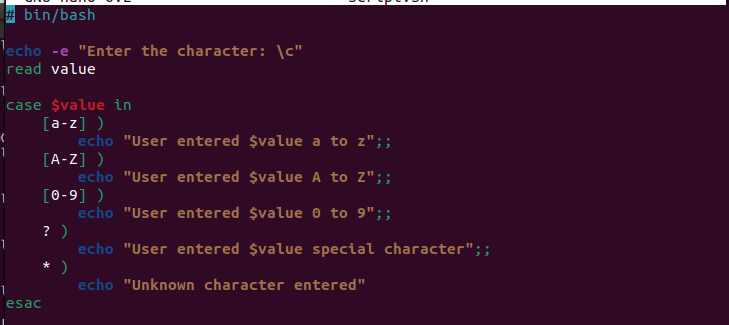 # bin/bash
echo -e "Enter the character: \c"
read value
case $value in
    [a-z] )
        echo "User entered $value a to z";;
    [A-Z] )
        echo "User entered $value A to Z";;
    [0-9] )
        echo "User entered $value 0 to 9";;
    ? )
        echo "User entered $value special character";;
    * )
        echo "Unknown character entered"
esac